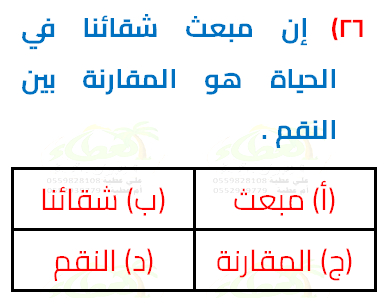 ٢٦) إن مبعث شقائنا في
الحياة هو المقارنة بين
النقم .
(أ) مبعث (ب) شقائنا
(ج) المقارنة (د) النقم